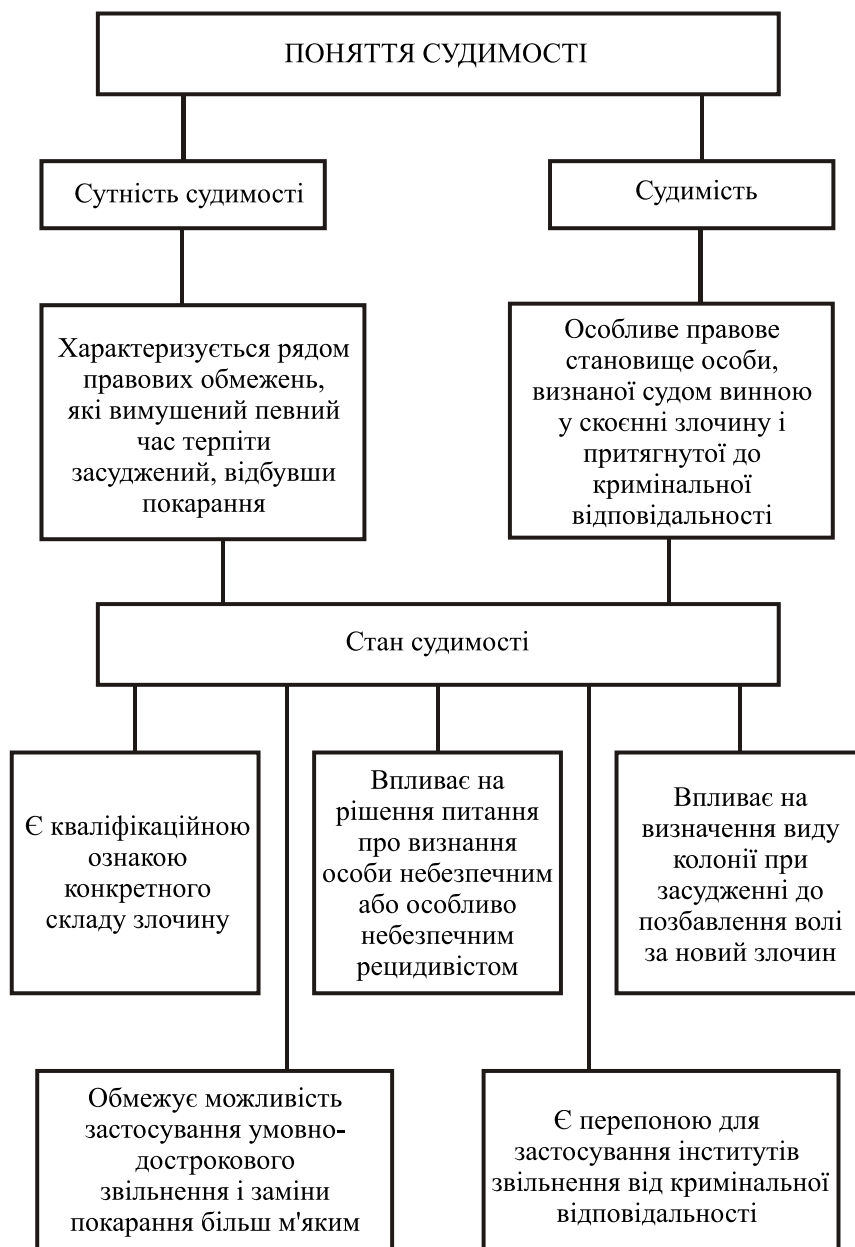 ПОНЯТТЯ СУДИМОСТІ
Сутність судимості
Судимість
Характеризується рядом
правових обмежень,
які вимушений певний
час терпіти
засуджений, відбувши
покарання
Особливе правове
становище особи,
визнаної судом винною
у скоєнні злочину і
притягнутої до
кримінальної
відповідальності
Стан судимості
Є кваліфікаційною
ознакою
конкретного
складу злочину
Впливає на
рішення питання
про визнання
особи небезпечним
або особливо
небезпечним
рецидивістом
Впливає на
визначення виду
колонії при
засудженні до
позбавлення волі
за новий злочин
Обмежує можливість
застосування умовно-
дострокового
звільнення і заміни
покарання більш м'яким
Є перепоною для
застосування інститутів
звільнення від кримінальної
відповідальності